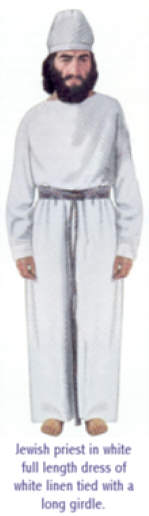 Jewish priest in white
full length dress of
white linen tied with a
long girdle.